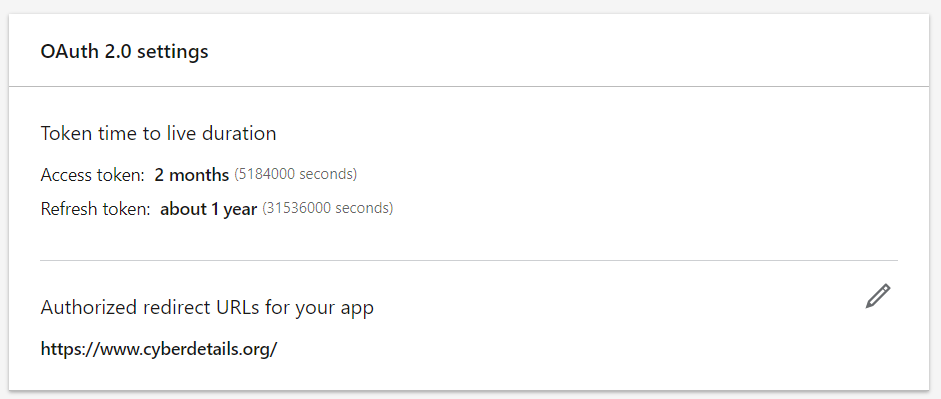 OAuth 2.0 settings
Token time to live duration
Access token: 2 months (5184000 seconds)
Refresh token: about 1 year (31536000 seconds)
Authorized redirect URLs for your app
https://www.cyberdetails.org/